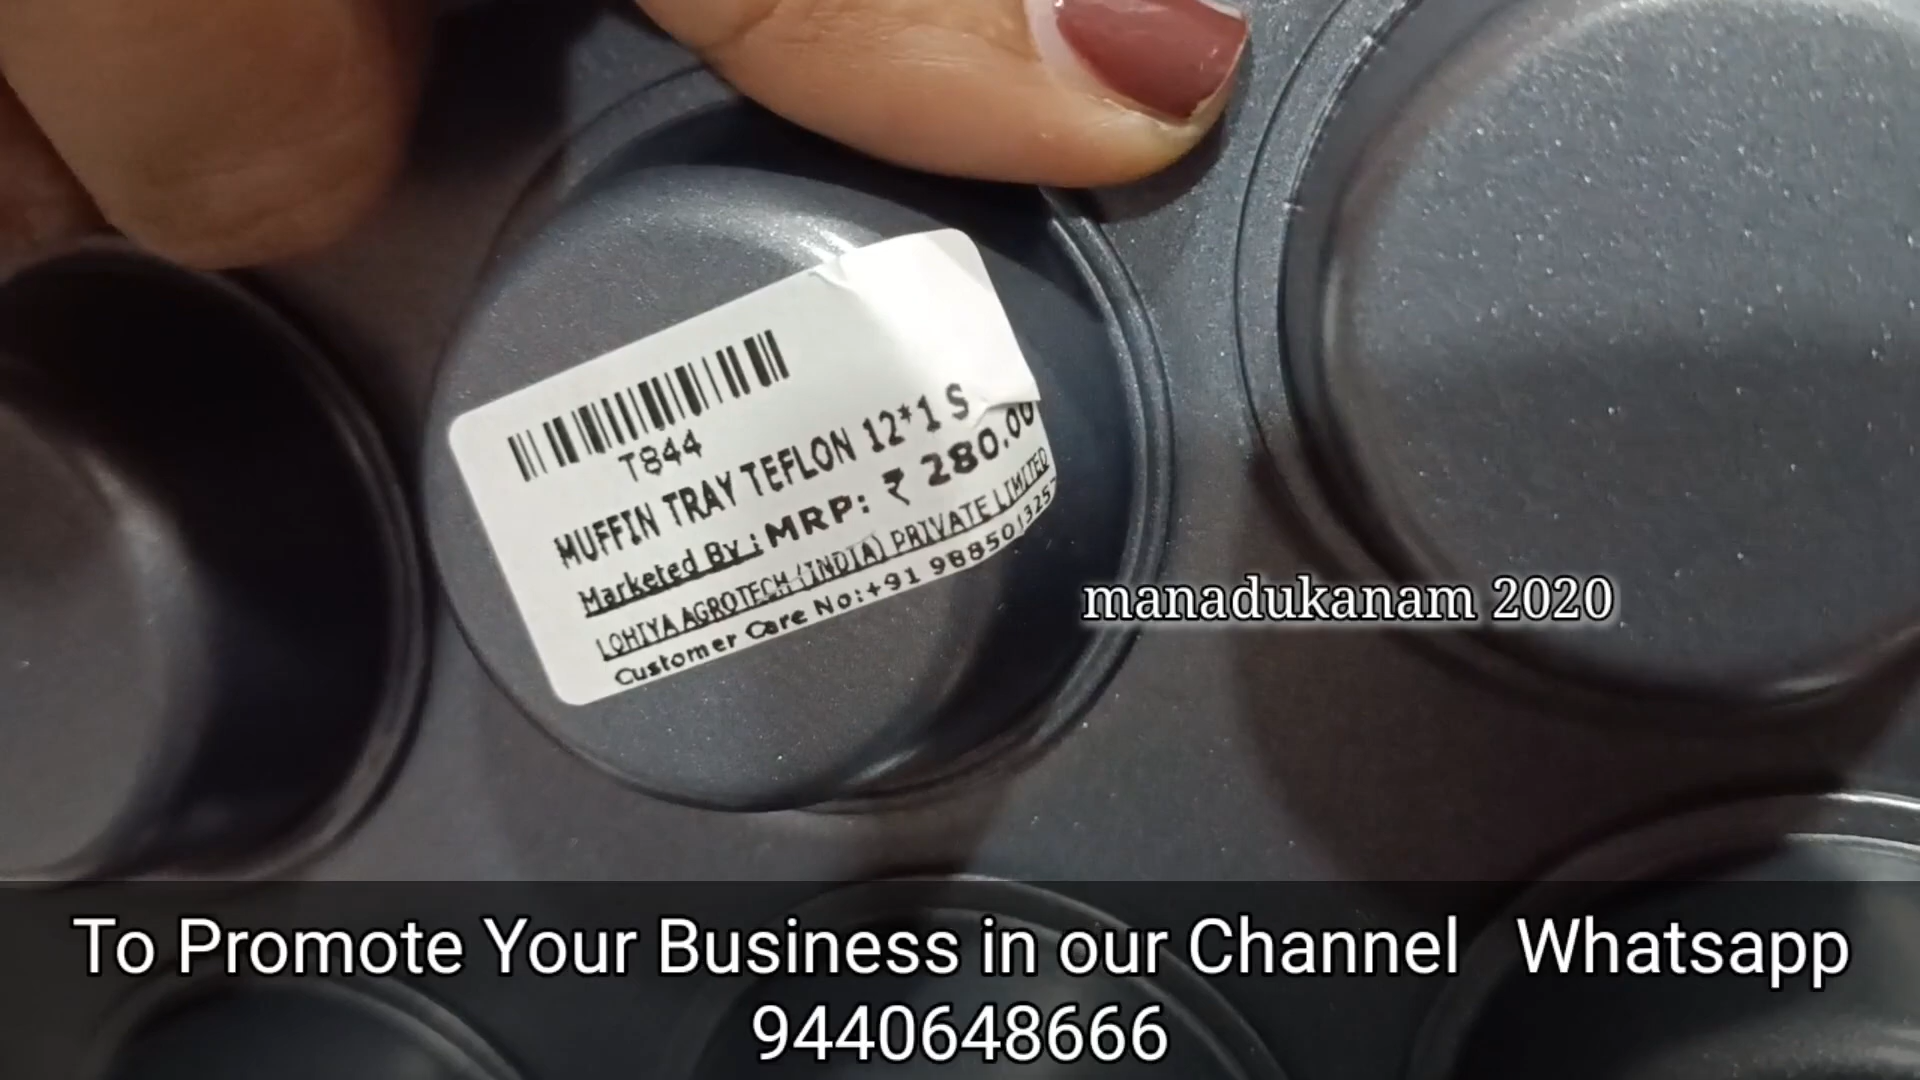 T844
MUFFIN TRAY TEFLON 12*1 S
Marketed By : MRP: ₹ 280.00
LOHIYA AGROTECH (INDIA) PRIVATE LIMITED
Customer Care No:+91 9885013257
manadukanam 2020
To Promote Your Business in our Channel Whatsapp
9440648666